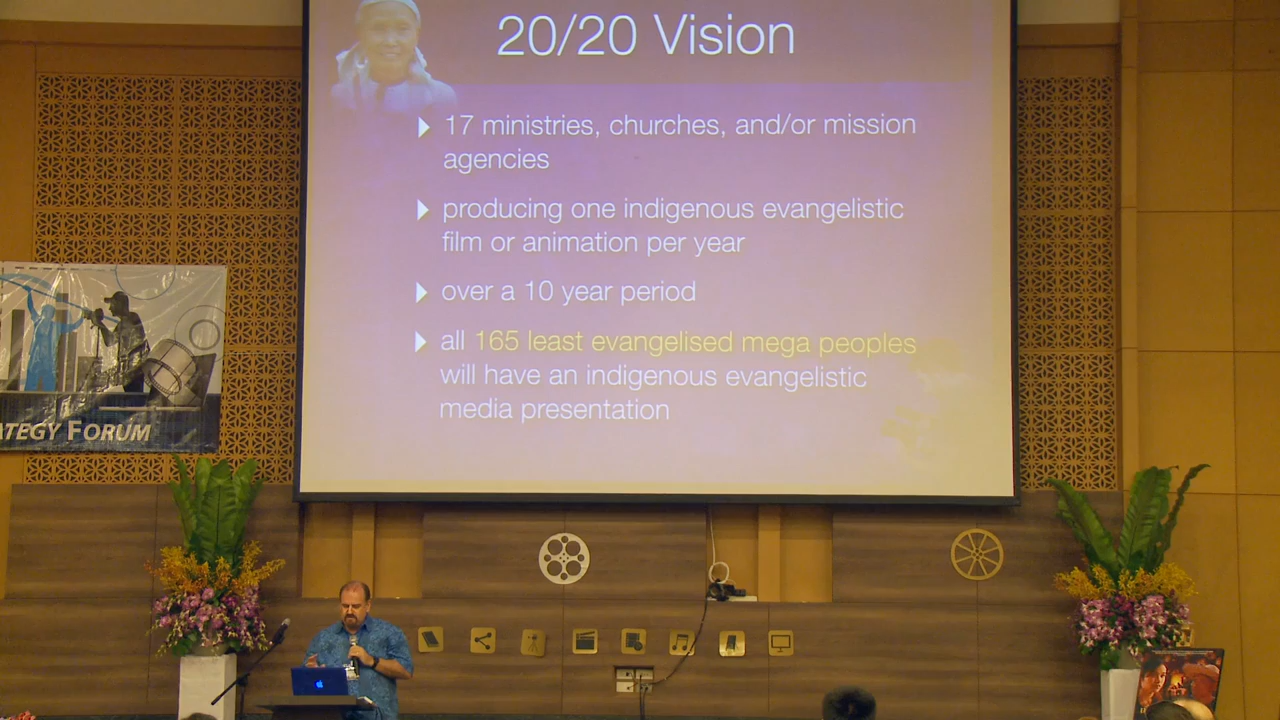 20/20 Vision
17 ministries, churches, and/or mission
agencies
producing one indigenous evangelistic
film or animation per year
over a 10 year period
all 165 least evangelised mega peoples
will have an indigenous evangelistic
media presentation
FORUM